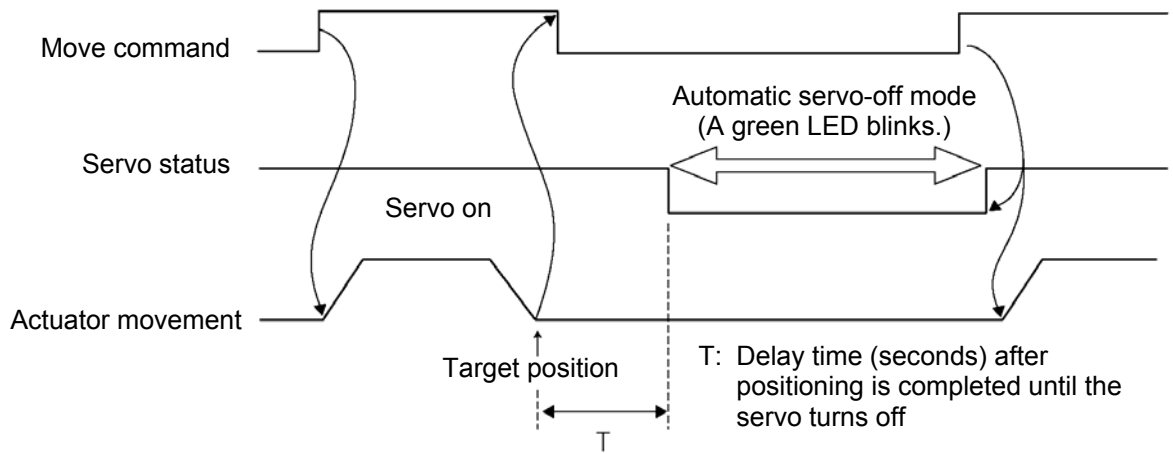 Move command
Automatic servo-off mode
(A green LED blinks.)
Servo status
Servo on
Actuator movement
Target position
T: Delay time (seconds) after
positioning is completed until the
servo turns off
T